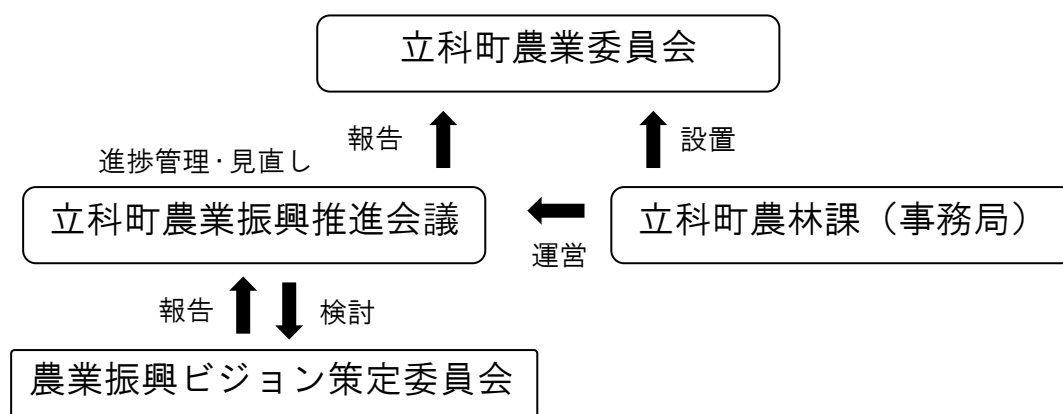 立科町農業委員会
報告
設置
進捗管理・見直し
立科町農業振興推進会議
立科町農林課（事務局）
運営
報告
検討
農業振興ビジョン策定委員会